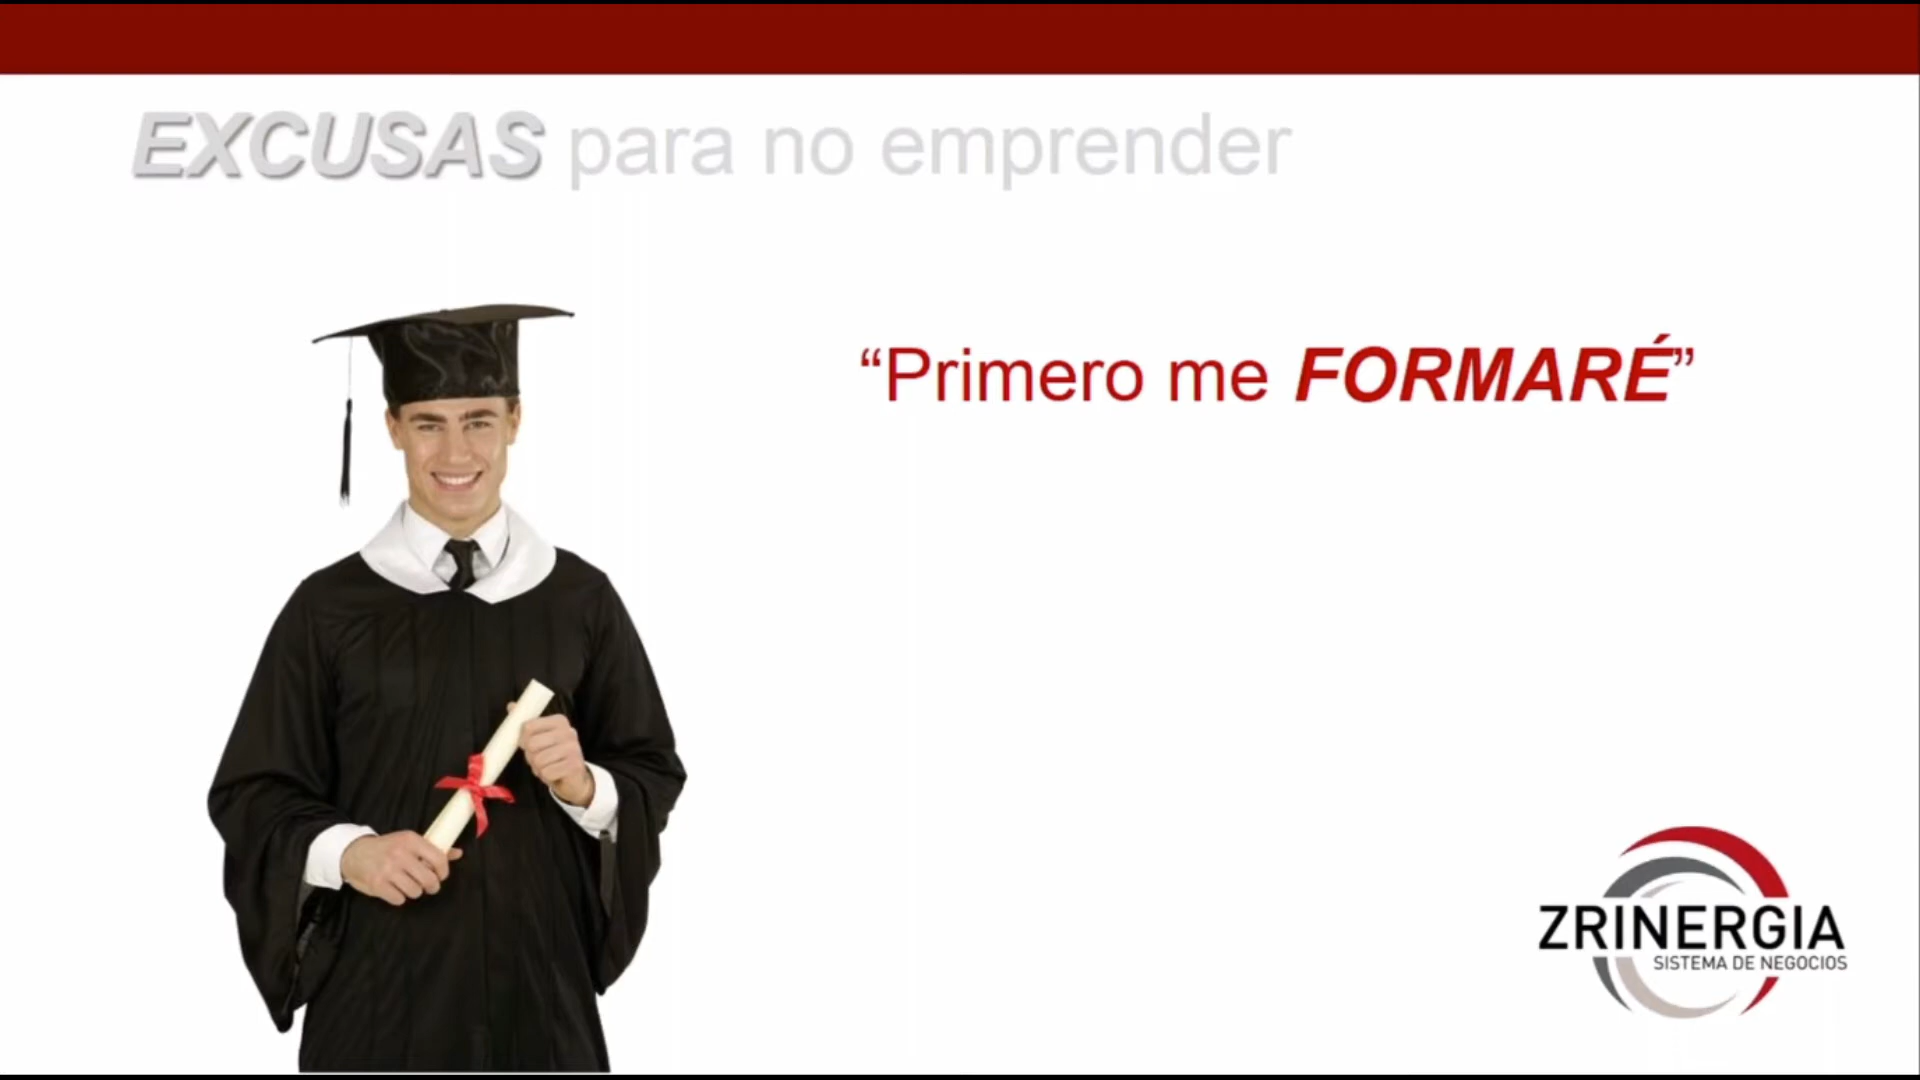 EXCUSAS para no emprender
“Primero me FORMARÉ”
ZRINERGIA
SISTEMA DE NEGOCIOS